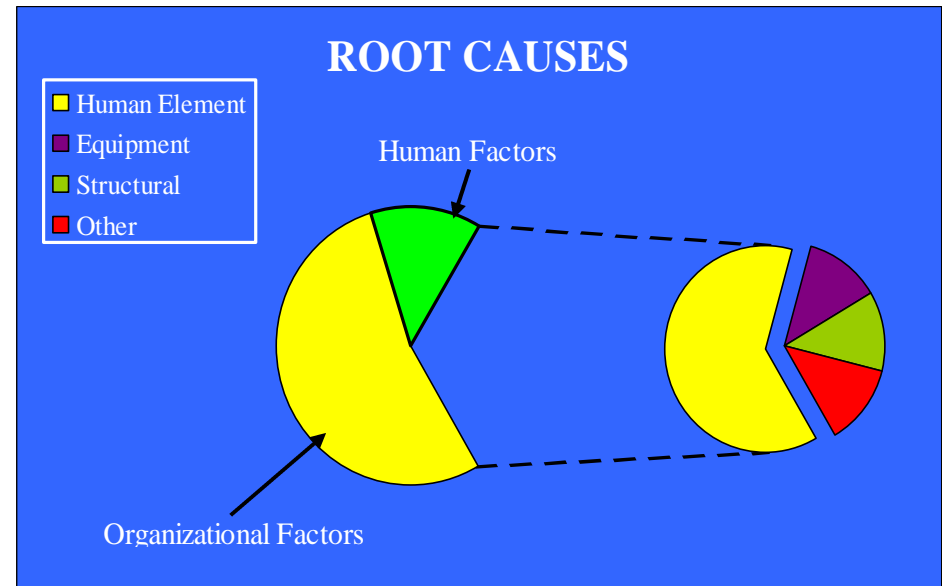 ROOT CAUSES
Human Element
Equipment
Structural
Other
Human Factors
Organizational Factors